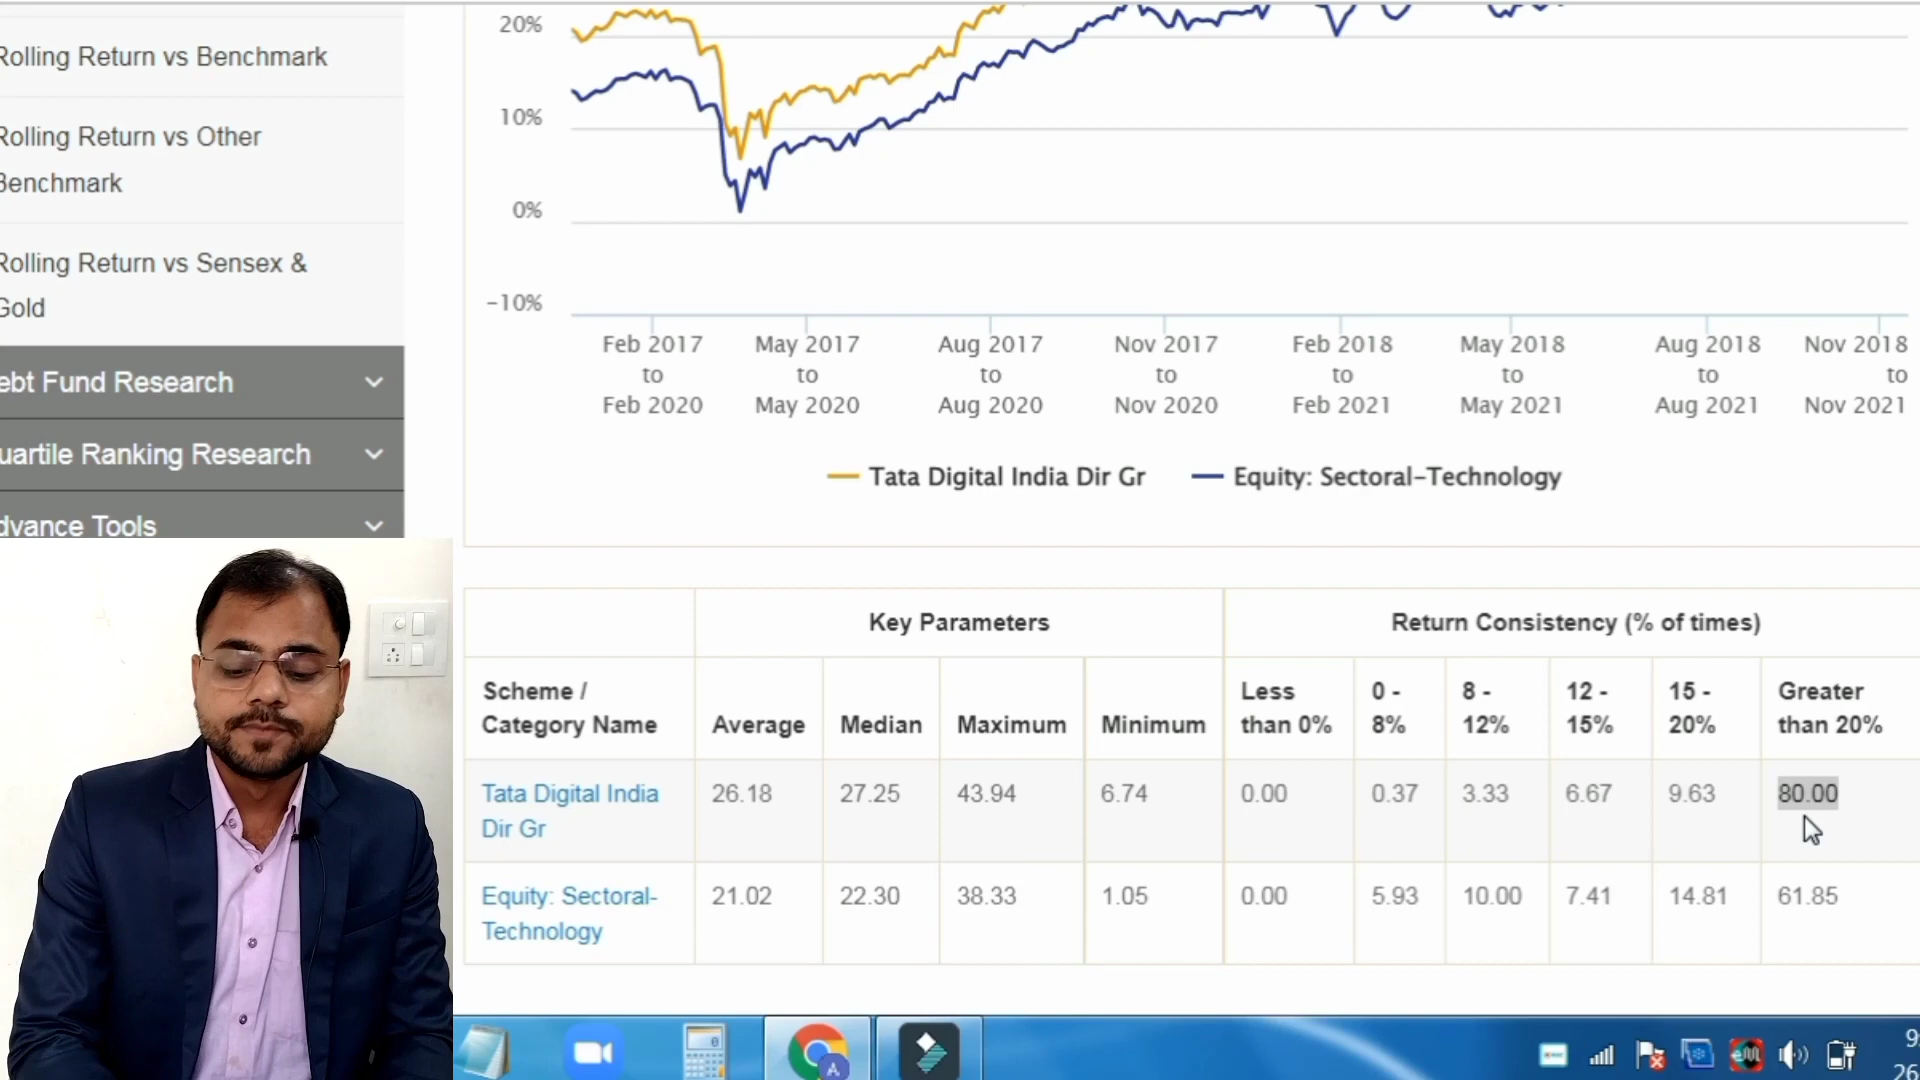 Rolling Return vs Benchmark
Rolling Return vs Other
Benchmark
Rolling Return vs Sensex &
Gold
ebt Fund Research
uartile Ranking Research
dvance Tools
20%
10%
0%
-10%
Feb 2017 May 2017 Aug 2017 Nov 2017 Feb 2018 May 2018 Aug 2018 Nov 2018
to to to to to to to to
Feb 2020 May 2020 Aug 2020 Nov 2020 Feb 2021 May 2021 Aug 2021 Nov 2021
Tata Digital India Dir Gr Equity: Sectoral-Technology
Key Parameters Return Consistency (% of times)
Scheme / Less 0 - 8 - 12 - 15 - Greater
Category Name Average Median Maximum Minimum than 0% 8% 12% 15% 20% than 20%
Tata Digital India 26.18 27.25 43.94 6.74 0.00 0.37 3.33 6.67 9.63 80.00
Dir Gr
Equity: Sectoral- 21.02 22.30 38.33 1.05 0.00 5.93 10.00 7.41 14.81 61.85
Technology
0
A
eM
9
26